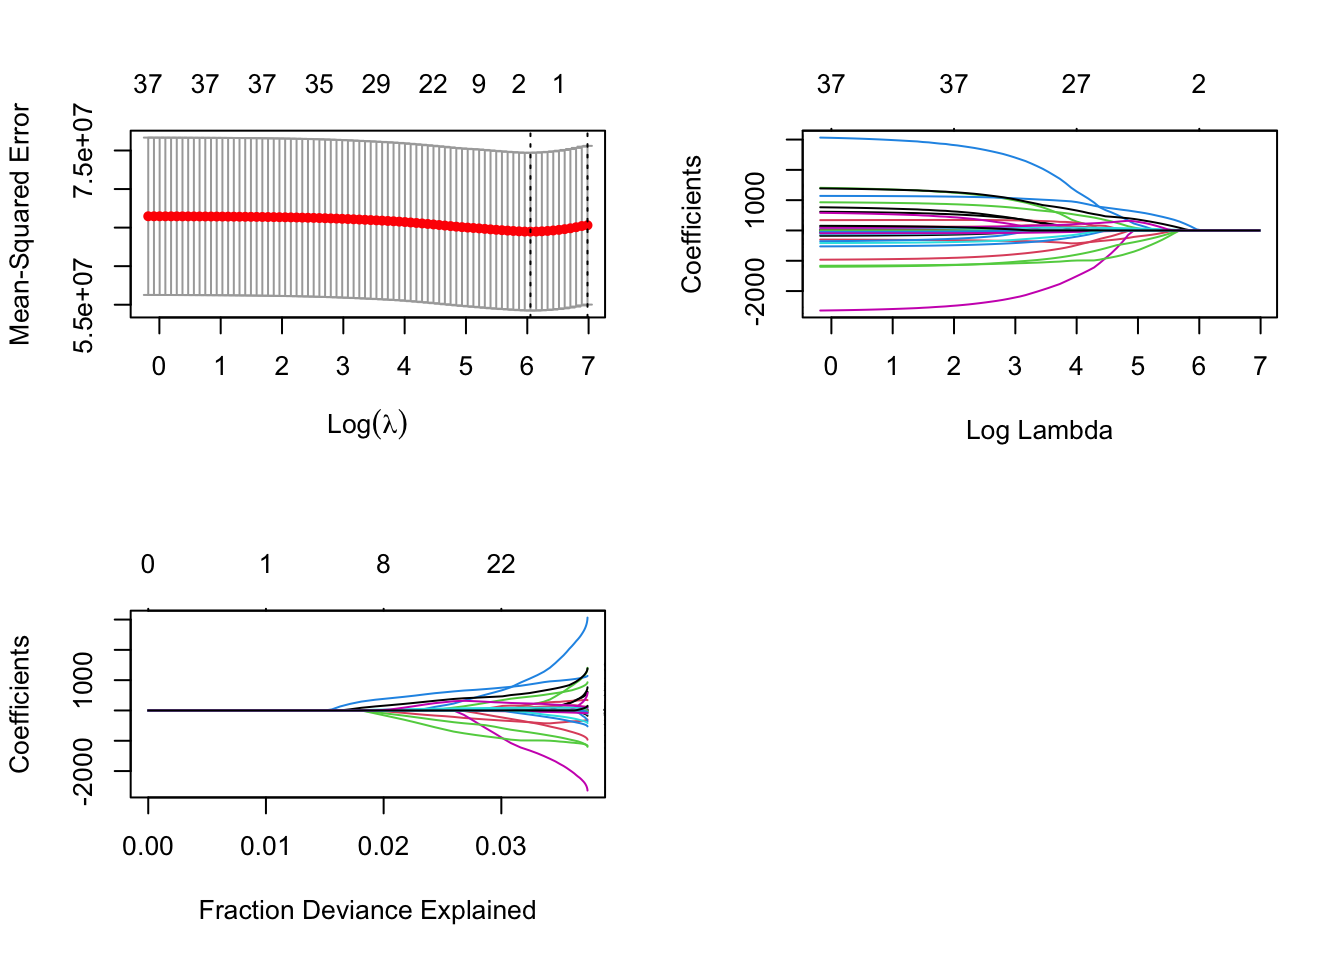 37 37 37 35 29 22 9 2 1
Mean-Squared Error
5.5e+07 7.5e+07
0 1 2 3 4 5 6 7
Log(λ)
37 37 27 2
Coefficients
-2000 1000
0 1 2 3 4 5 6 7
Log Lambda
0 1 8 22
Coefficients
-2000 1000
0.00 0.01 0.02 0.03
Fraction Deviance Explained